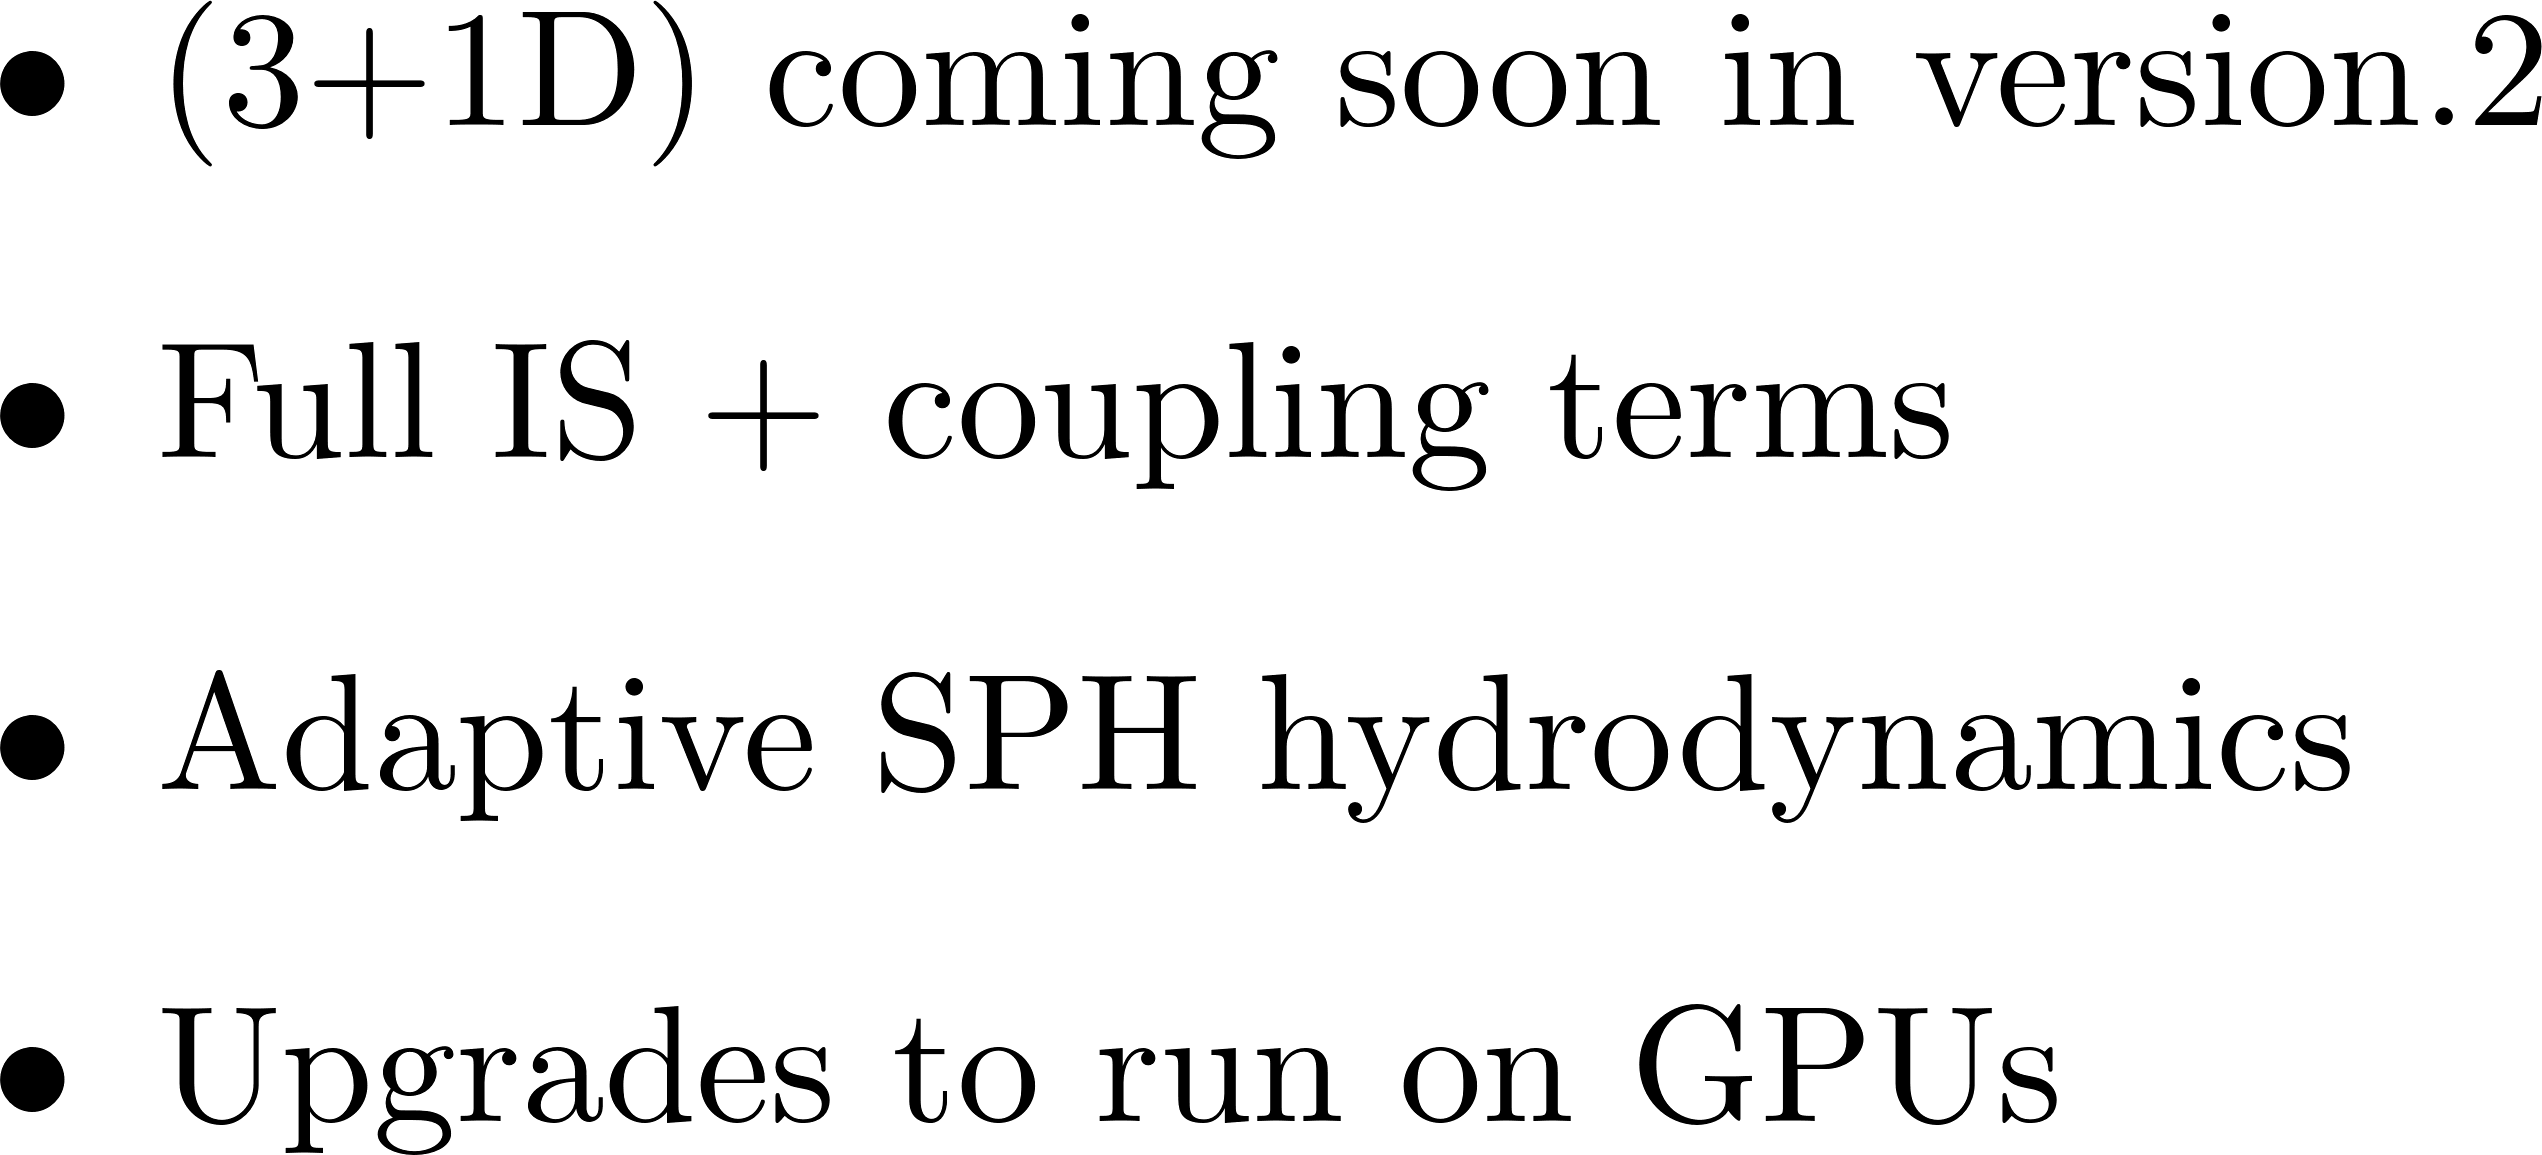 • (3+1D) coming soon in version.2
• Full IS + coupling terms
• Adaptive SPH hydrodynamics
• Upgrades to run on GPUs